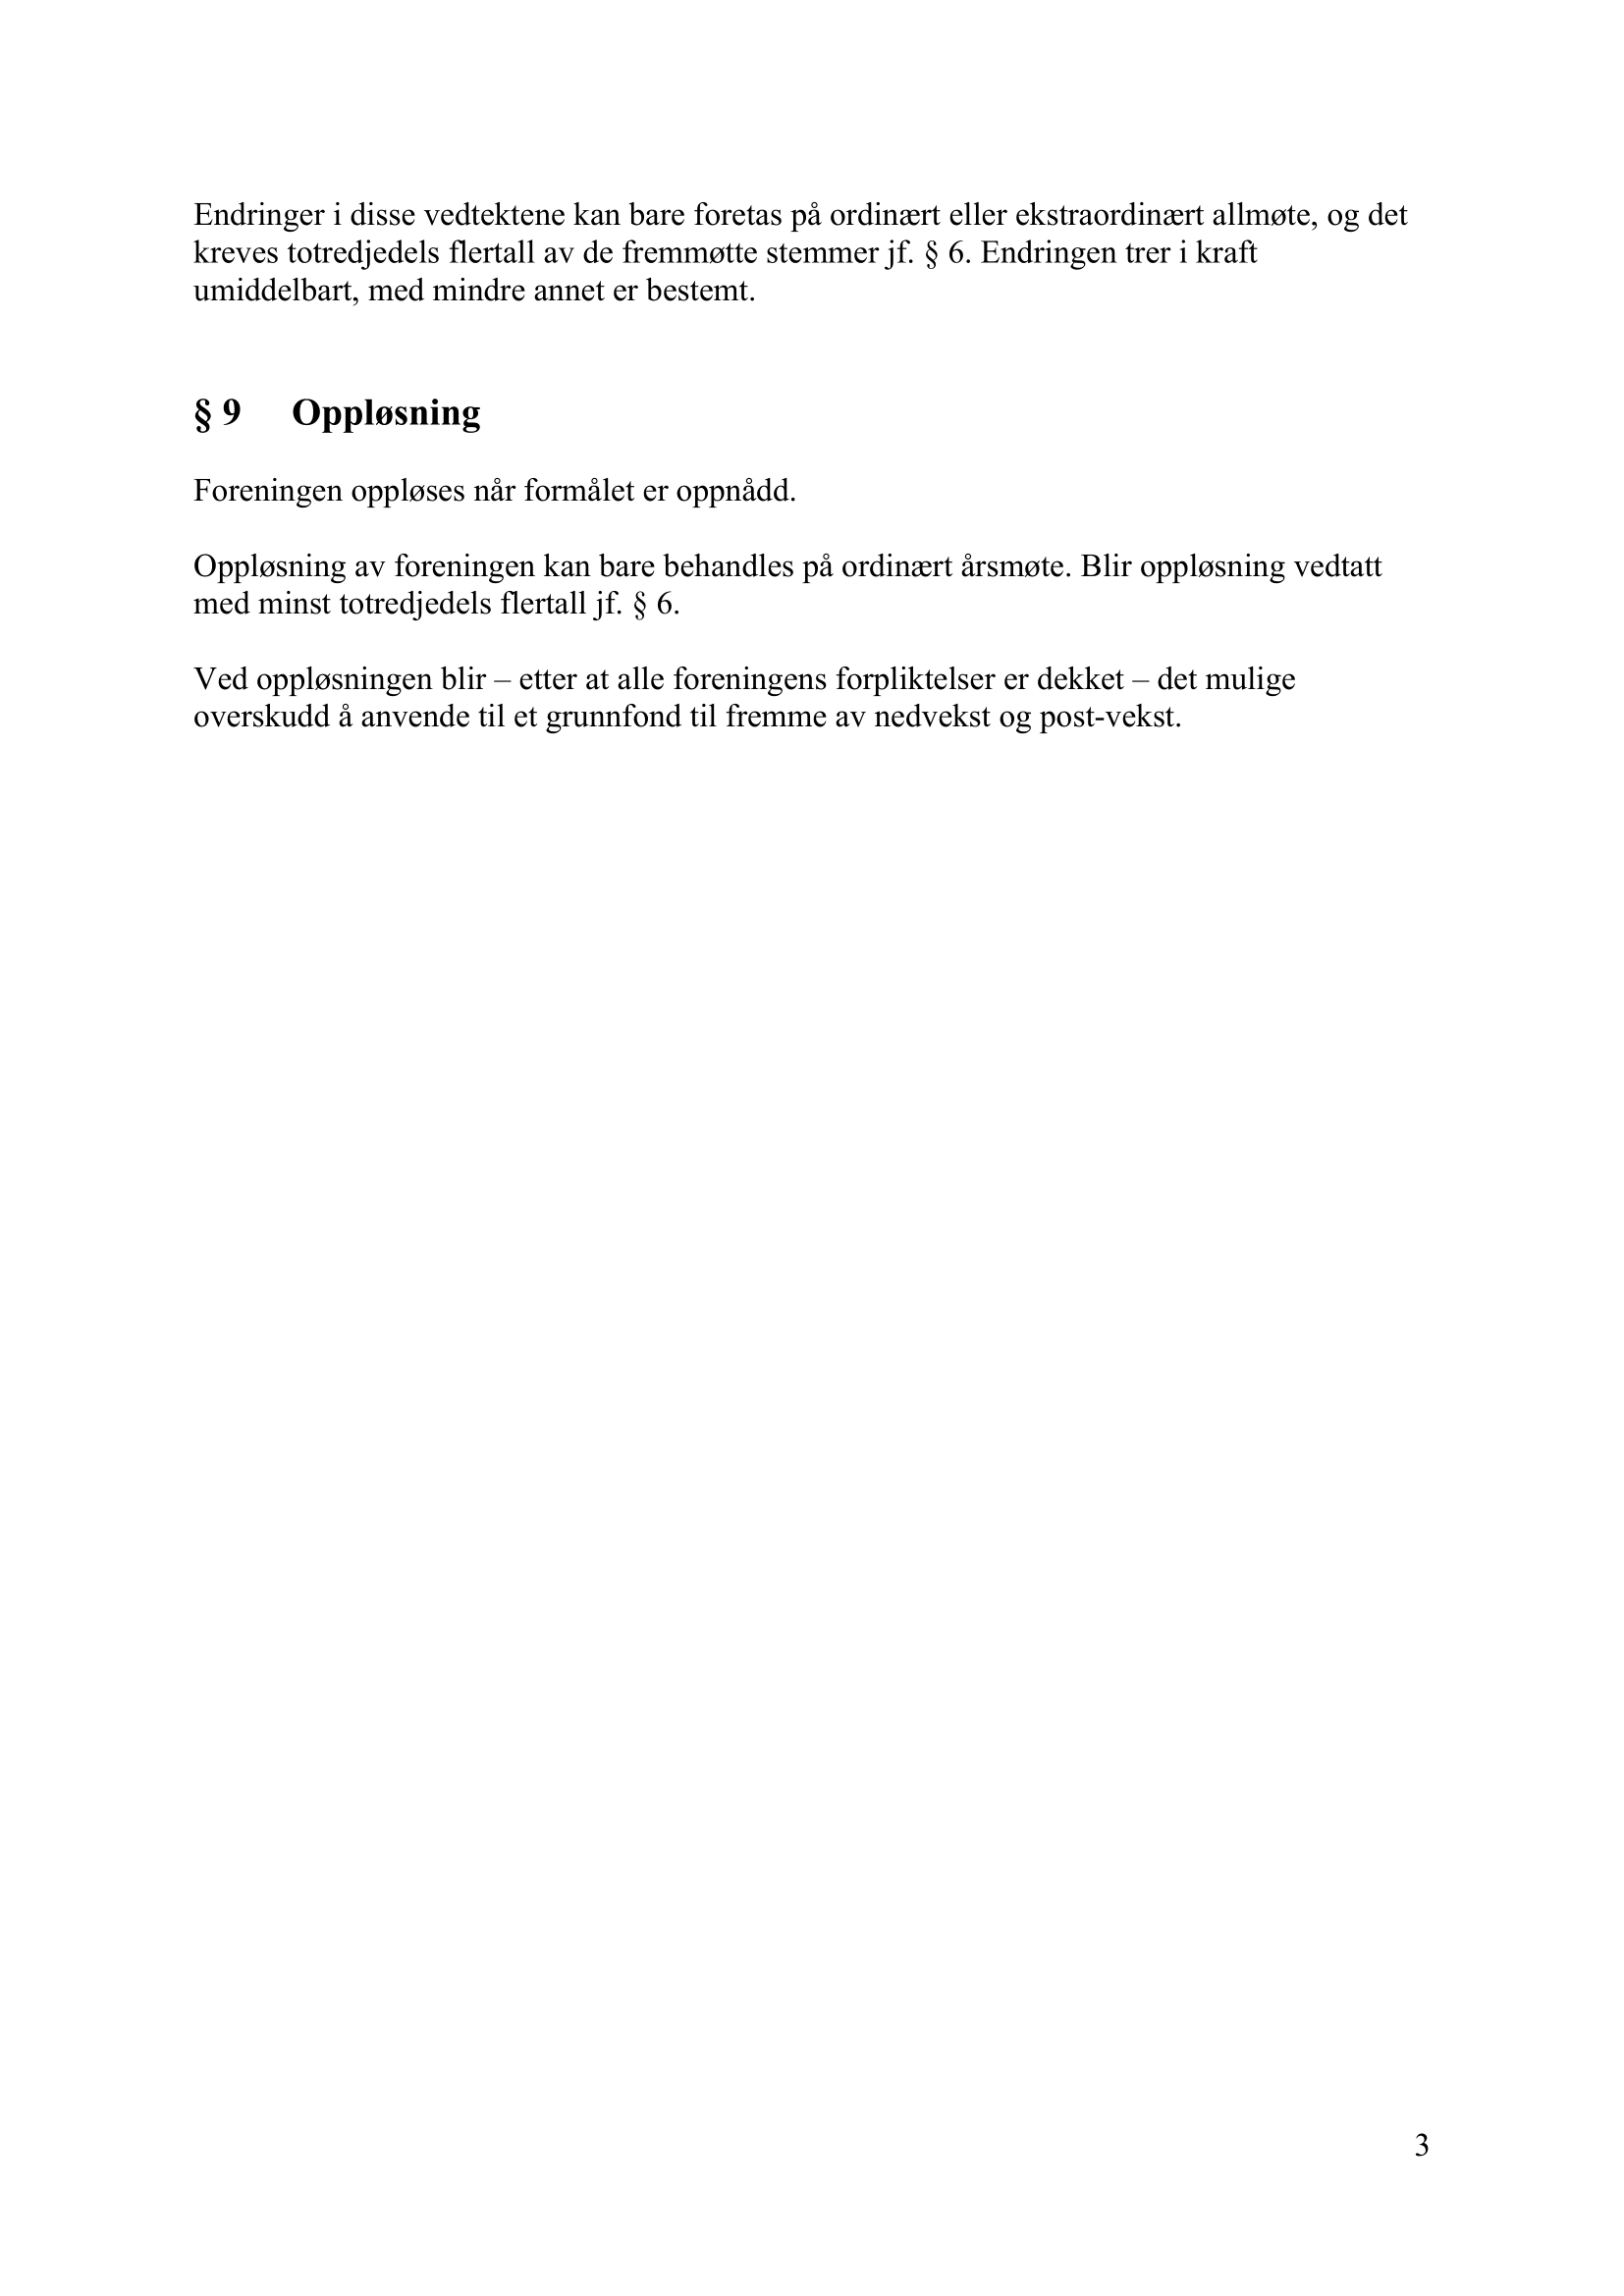 Endringer i disse vedtektene kan bare foretas på ordinært eller ekstraordinært allmøte, og det
kreves totredjedels flertall av de fremmøtte stemmer jf. § 6. Endringen trer i kraft
umiddelbart, med mindre annet er bestemt.
§ 9 Oppløsning
Foreningen oppløses når formålet er oppnådd.
Oppløsning av foreningen kan bare behandles på ordinært årsmøte. Blir oppløsning vedtatt
med minst totredjedels flertall jf. § 6.
Ved oppløsningen blir – etter at alle foreningens forpliktelser er dekket – det mulige
overskudd å anvende til et grunnfond til fremme av nedvekst og post-vekst.
3